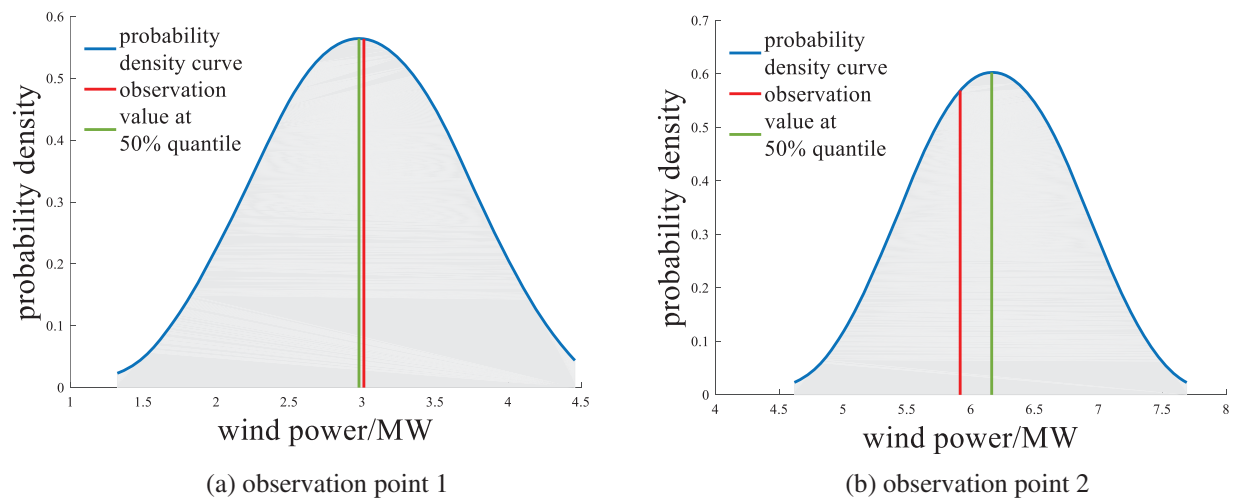 0.6
0.5
0.4
0.3
0.2
0.1
0
probability density
probability
density curve
observation
value at
50% quantile
1
1.5
2
2.5
3
3.5
4
4.5
wind power/MW
(a) observation point 1
0.7
0.6
0.5
0.4
0.3
0.2
0.1
0
probability density
probability
density curve
observation
value at
50% quantile
4
4.5
5
5.5
6
6.5
7
7.5
8
wind power/MW
(b) observation point 2